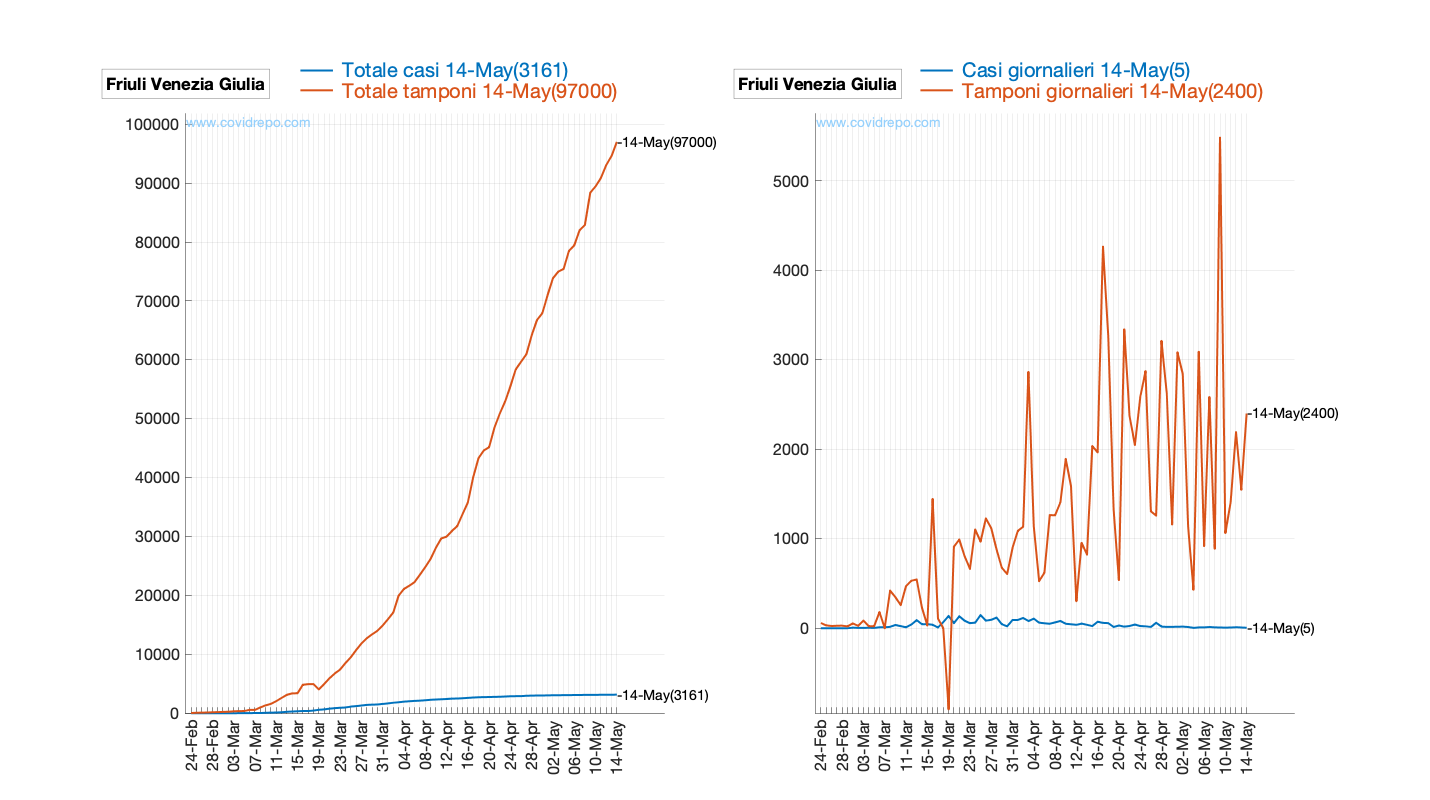 Friuli Venezia Giulia
Totale casi 14-May(3161)
Totale tamponi 14-May(97000)
www.covidrepo.com
100000
90000
80000
70000
60000
50000
40000
30000
20000
10000
0
-14-May(97000)
-14-May(3161)
24-Feb
28-Feb
03-Mar
07-Mar
11-Mar
15-Mar
19-Mar
23-Mar
27-Mar
31-Mar
04-Apr
08-Apr
12-Apr
16-Apr
20-Apr
24-Apr
28-Apr
02-May
06-May
10-May
14-May
Friuli Venezia Giulia
Casi giornalieri 14-May(5)
Tamponi giornalieri 14-May(2400)
www.covidrepo.com
5000
4000
3000
2000
1000
0
-14-May(2400)
-14-May(5)
24-Feb
28-Feb
03-Mar
07-Mar
11-Mar
15-Mar
19-Mar
23-Mar
27-Mar
31-Mar
04-Apr
08-Apr
12-Apr
16-Apr
20-Apr
24-Apr
28-Apr
02-May
06-May
10-May
14-May